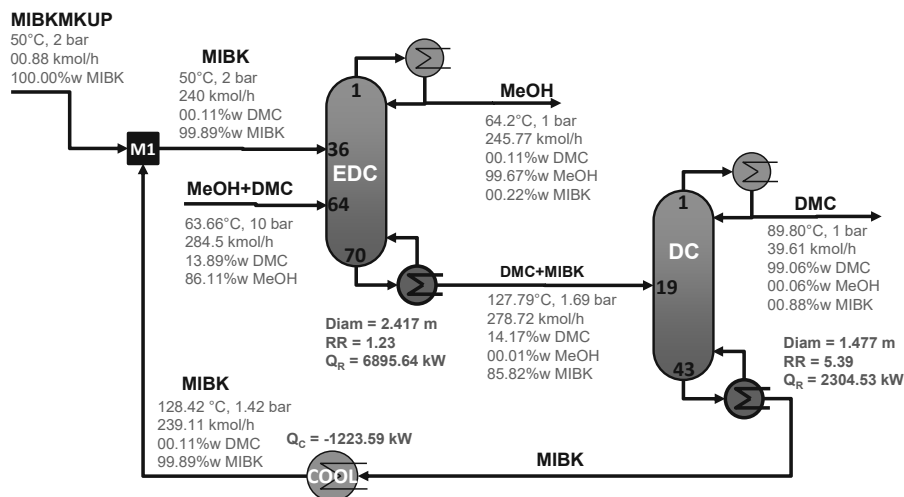 MIBKMKUP
50°C, 2 bar
00.88 kmol/h
100.00%w MIBK
MIBK
50°C, 2 bar
240 kmol/h
00.11%w DMC
99.89%w MIBK
M1
MeOH+DMC
63.66°C, 10 bar
284.5 kmol/h
13.89%w DMC
86.11%w MeOH
1
36
EDC
64
70
MeOH
64.2°C, 1 bar
245.77 kmol/h
00.11%w DMC
99.67% MeOH
00.22%w MIBK
Diam = 2.417 m
RR = 1.23
QR = 6895.64 kW
DMC+MIBK
127.79°C, 1.69 bar
278.72 kmol/h
14.17%w DMC
00.01%w MeOH
85.82%w MIBK
1
DC
19
43
DMC
89.80°C, 1 bar
39.61 kmol/h
99.06%w DMC
00.06%w MeOH
00.88%w MIBK
Diam = 1.477 m
RR = 5.39
QR = 2304.53 kW
MIBK
128.42 °C, 1.42 bar
239.11 kmol/h
00.11%w DMC
99.89%w MIBK
QC = -1223.59 kW
COOL
MIBK